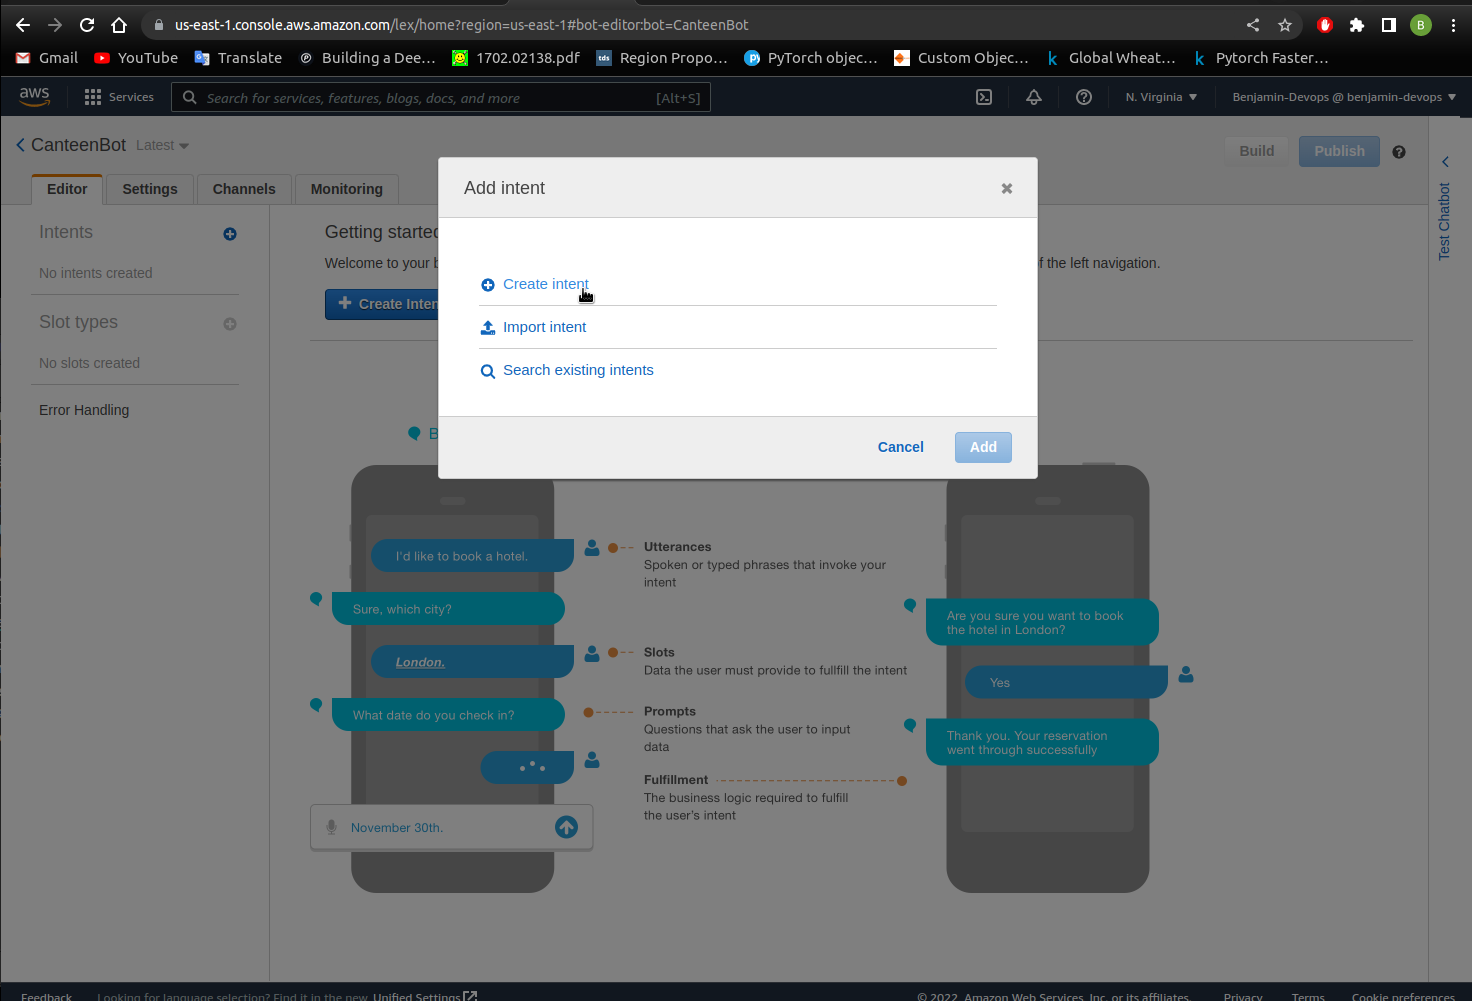 us-east-1.console.aws.amazon.com/lex/home?region=us-east-1#bot-editor:bot=CanteenBot
B
Gmail YouTube Translate Building a Dee... 1702.02138.pdf tds Region Propo... PyTorch objec... Custom Objec... k Global Wheat... k Pytorch Faster...
aws Services Search for services, features, blogs, docs, and more [Alt+S] N. Virginia Benjamin-Devops @ benjamin-devops
CanteenBot Latest
Build Publish
Editor Settings Channels Monitoring
Test Chatbot
Intents
No intents created
Slot types
No slots created
Error Handling
Getting started
Welcome to your b
f the left navigation.
Create Inten
Add intent
Create intent
Import intent
Search existing intents
Cancel Add
B
I'd like to book a hotel.
Sure, which city?
London.
What date do you check in?
November 30th.
Utterances
Spoken or typed phrases that invoke your
intent
Slots
Data the user must provide to fullfill the intent
Prompts
Questions that ask the user to input
data
Fulfillment
The business logic required to fulfill
the user's intent
Are you sure you want to book
the hotel in London?
Yes
Thank you. Your reservation
went through successfully
Feedback Looking for language selection? Find it in the new Unified Settings © 2022, Amazon Web Services, Inc. or its affiliates. Privacy Terms Cookie preferences